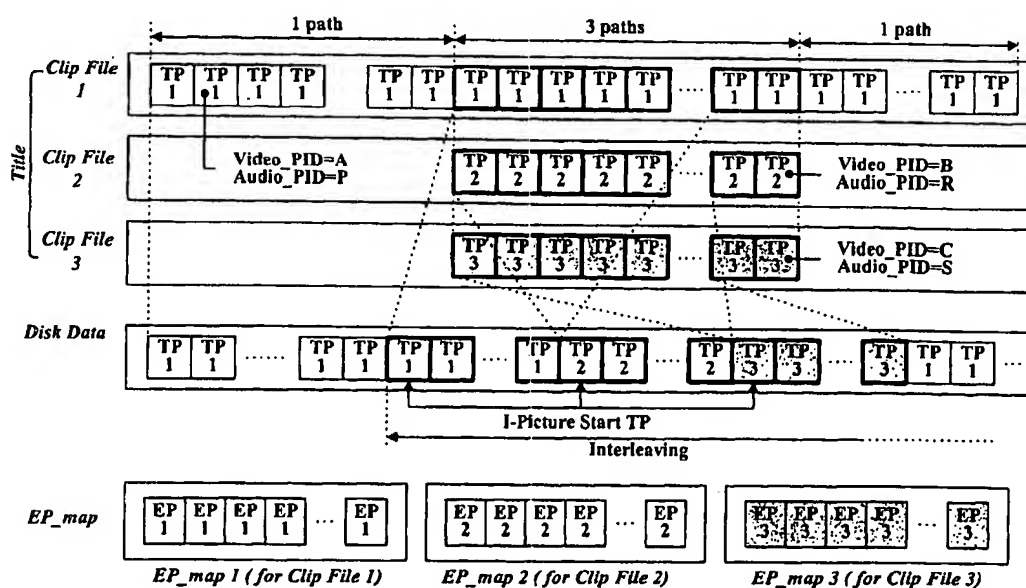 1 path 3 paths 1 path
Clip File 1
TP 1 TP 1 TP 1 TP 1 TP 1 TP 1 TP 1 TP 1 TP 1 TP 1 TP 1 ..... TP 1 TP 1 TP 1 TP 1 ..... TP 1 TP 1
Title
Clip File 2
TP 2 TP 2 TP 2 TP 2 TP 2 ..... TP 2 TP 2
Video_PID=A
Audio_PID=P
Video_PID=B
Audio_PID=R
Clip File 3
TP 3 TP 3 TP 3 TP 3 TP 3 ..... TP 3 TP 3
Video_PID=C
Audio_PID=S
Disk Data
TP 1 TP 1 ...... TP 1 TP 1 TP 1 TP 1 ..... TP 1 TP 2 TP 2 ...... TP 2 TP 3 TP 3 ..... TP 3 TP 1 TP 1 ...
I-Picture Start TP
Interleaving
EP_map
EP 1 EP 1 EP 1 EP 1 ... EP 1
EP 2 EP 2 EP 2 EP 2 ... EP 2
EP 3 EP 3 EP 3 EP 3 ... EP 3
EP_map 1 ( for Clip File 1)
EP_map 2 ( for Clip File 2)
EP_map 3 ( for Clip File 3)